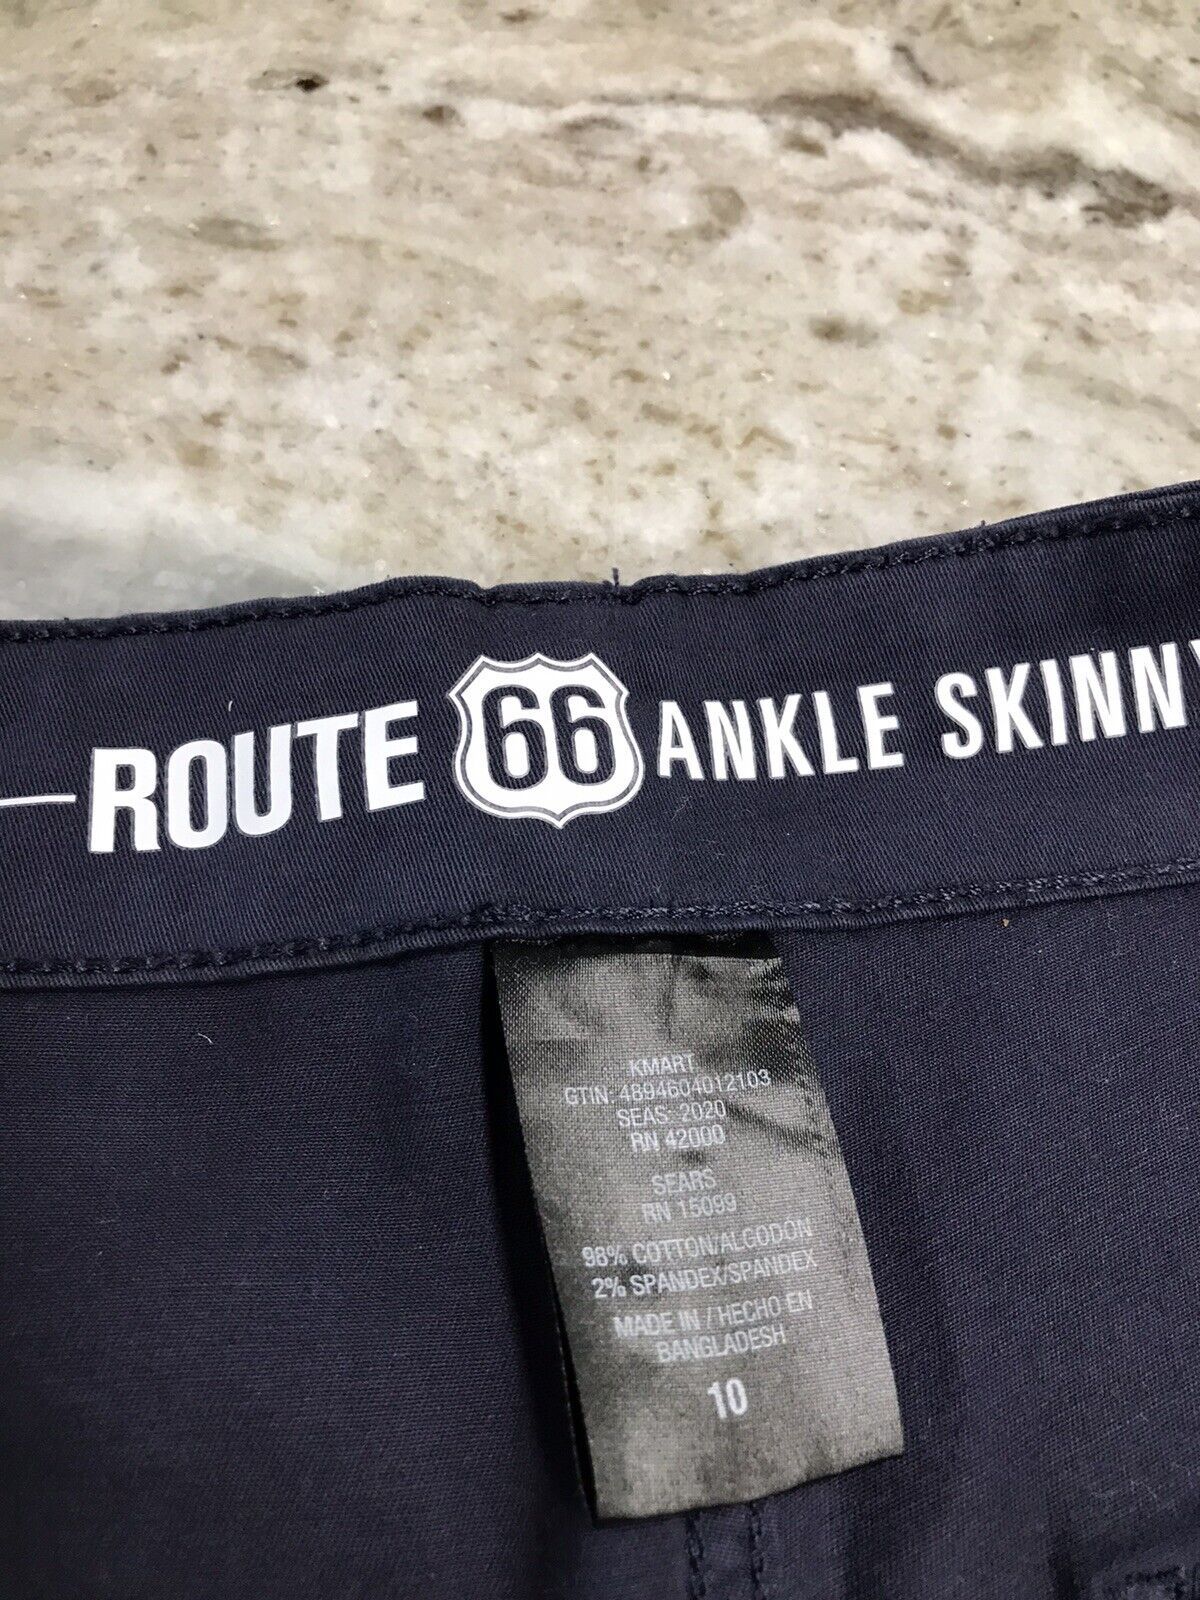 ROUTE 66 ANKLE SKINNY
KMART
GTIN: 4894604012103
SEAS: 2020
RN 42000
SEARS
RN 15099
98% COTTON/ALGODON
2% SPANDEX/SPANDEX
MADE IN / HECHO EN
BANGLADESH
10